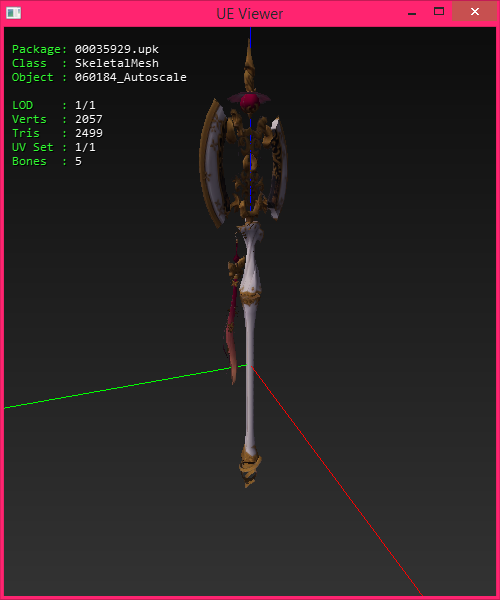 UE Viewer
Package: 00035929.upk
Class  : SkeletalMesh
Object : 060184_Autoscale
LOD    : 1/1
Verts  : 2057
Tris   : 2499
UV Set : 1/1
Bones  : 5